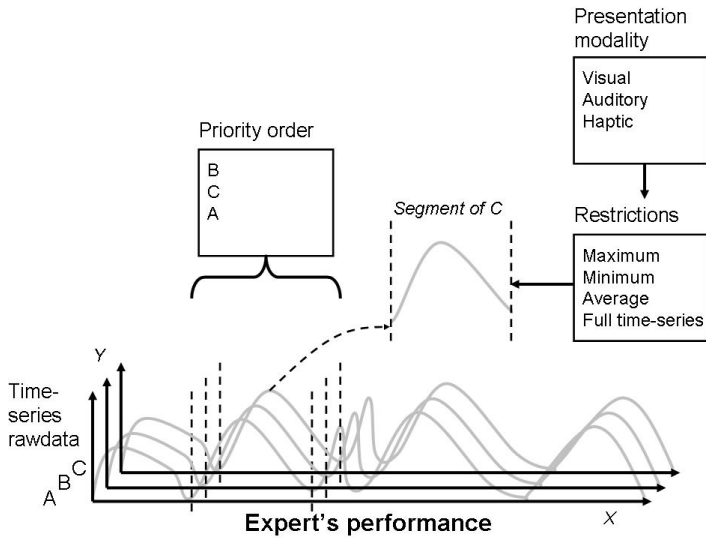 Presentation
modality
Visual
Auditory
Haptic
Priority order
B
C
A
Segment of C
Restrictions
Maximum
Minimum
Average
Full time-series
Y
Time-
series
rawdata
C
B
A
X
Expert's performance